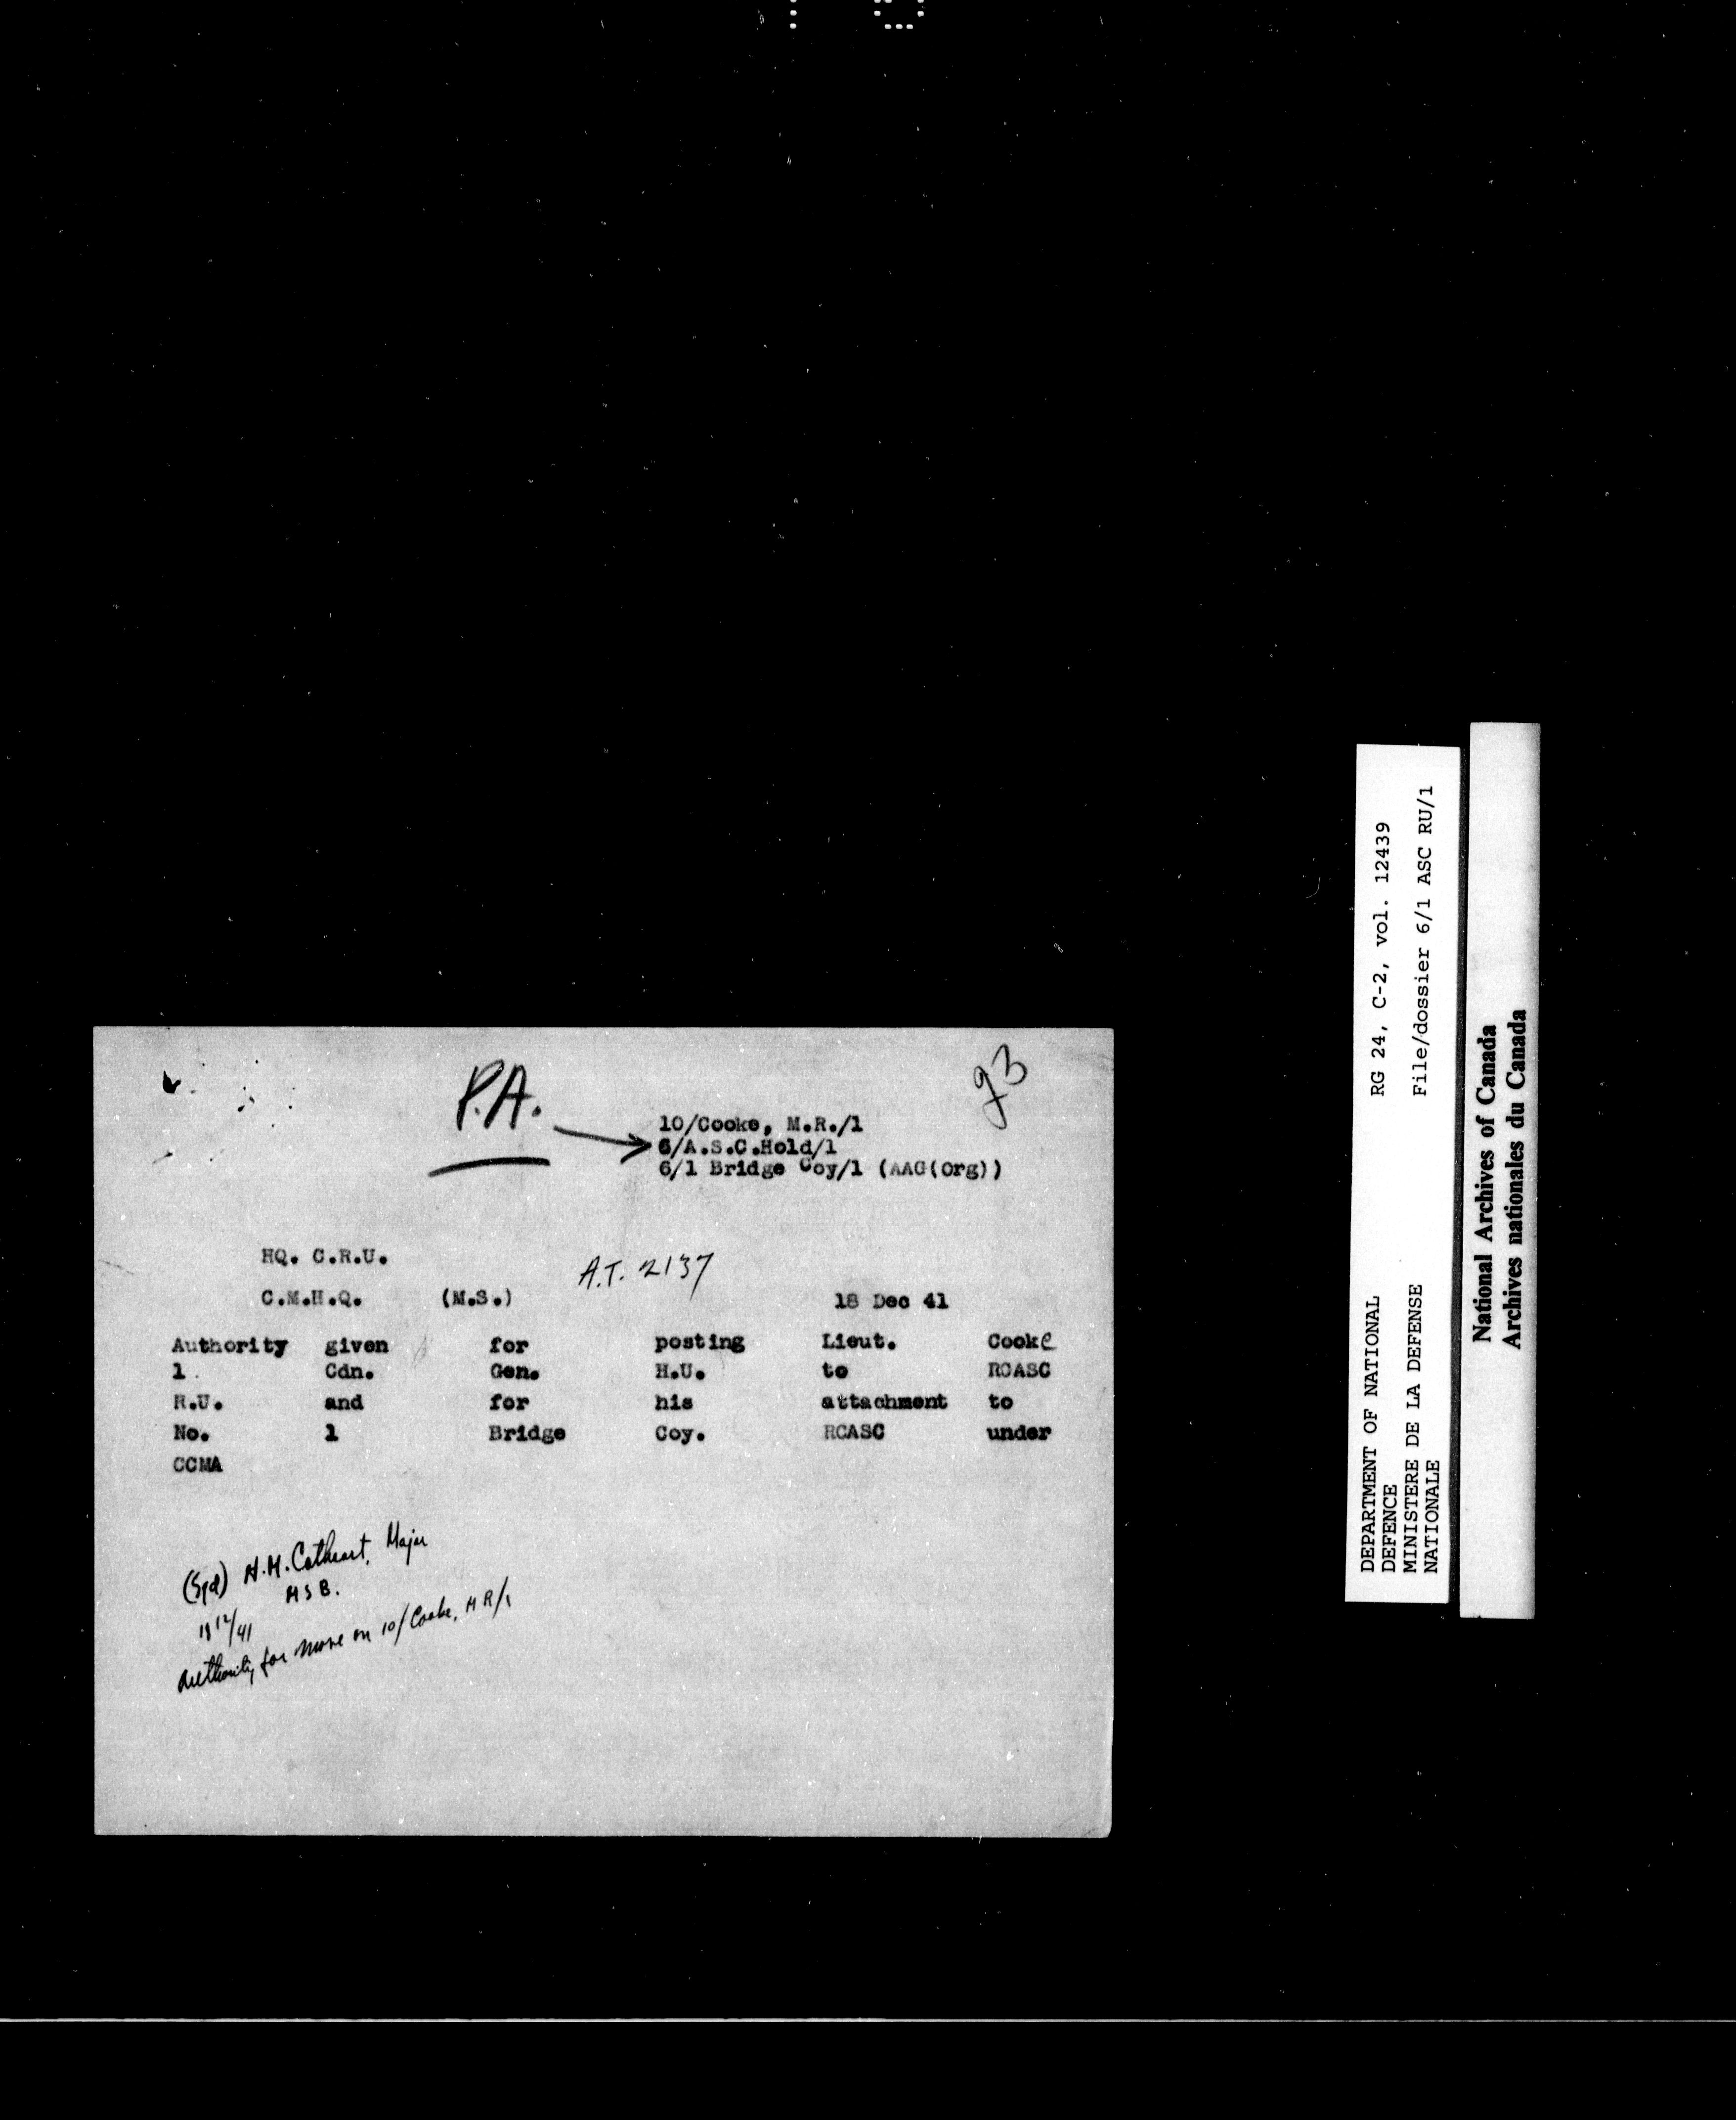 P.A.
93
10/Cooke, M.R./1
6/A.S.C.Hold/1
6/1 Bridge Coy/1 (AAG(Org))
HQ. C.R.U.
A.T. 2137
C.M.H.Q. (M.S.) 18 Dec 41
Authority given for posting Lieut. Cooke
1 Cdn. Gen. H.U. to RCASC
R.U. and for his attachment to
No. 1 Bridge Coy. RCASC under
CCMA
(Sgd) H.M. Cathcart, Major
M S B.
18/12/41
Authority for move on 10/Cooke, M R/1
DEPARTMENT OF NATIONAL RG 24, C-2, vol. 12439
DEFENCE
MINISTERE DE LA DEFENSE File/dossier 6/1 ASC RU/1
NATIONALE
National Archives of Canada
Archives nationales du Canada